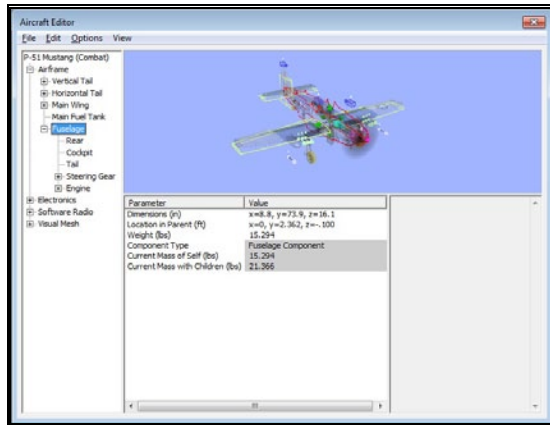 Aircraft Editor
File Edit Options View
P-51 Mustang (Combat)
Airframe
Vertical Tail
Horizontal Tail
Main Wing
Main Fuel Tank
Fuselage
Rear
Cockpit
Tail
Steering Gear
Engine
Electronics
Software Radio
Visual Mesh
Parameter Value
Dimensions (in) x=8.8, y=73.9, z=16.1
Location in Parent (ft) x=0, y=2.362, z=-.100
Weight (lbs) 15.294
Component Type Fuselage Component
Current Mass of Self (lbs) 15.294
Current Mass with Children (lbs) 21.366